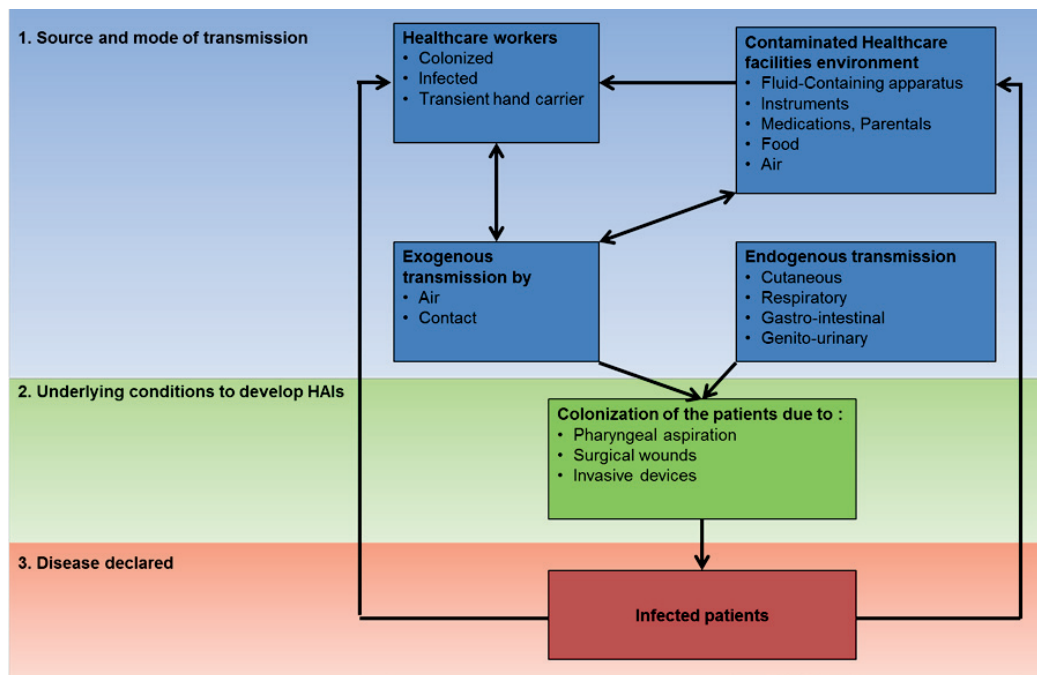 1. Source and mode of transmission
Healthcare workers
• Colonized
• Infected
• Transient hand carrier
Contaminated Healthcare
facilities environment
• Fluid-Containing apparatus
• Instruments
• Medications, Parentals
• Food
• Air
Exogenous
transmission by
• Air
• Contact
Endogenous transmission
• Cutaneous
• Respiratory
• Gastro-intestinal
• Genito-urinary
2. Underlying conditions to develop HAIs
Colonization of the patients due to :
• Pharyngeal aspiration
• Surgical wounds
• Invasive devices
3. Disease declared
Infected patients